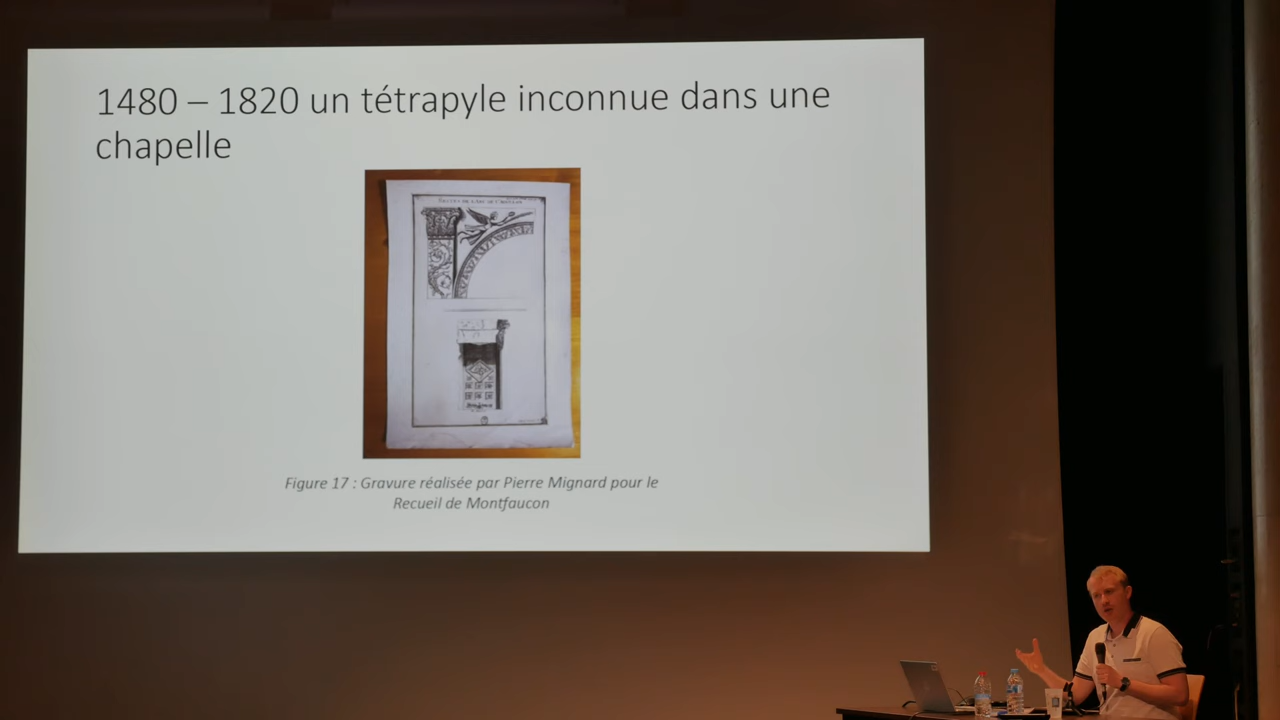 1480 – 1820 un tétrapyle inconnue dans une
chapelle
Figure 17 : Gravure réalisée par Pierre Mignard pour le
Recueil de Montfaucon